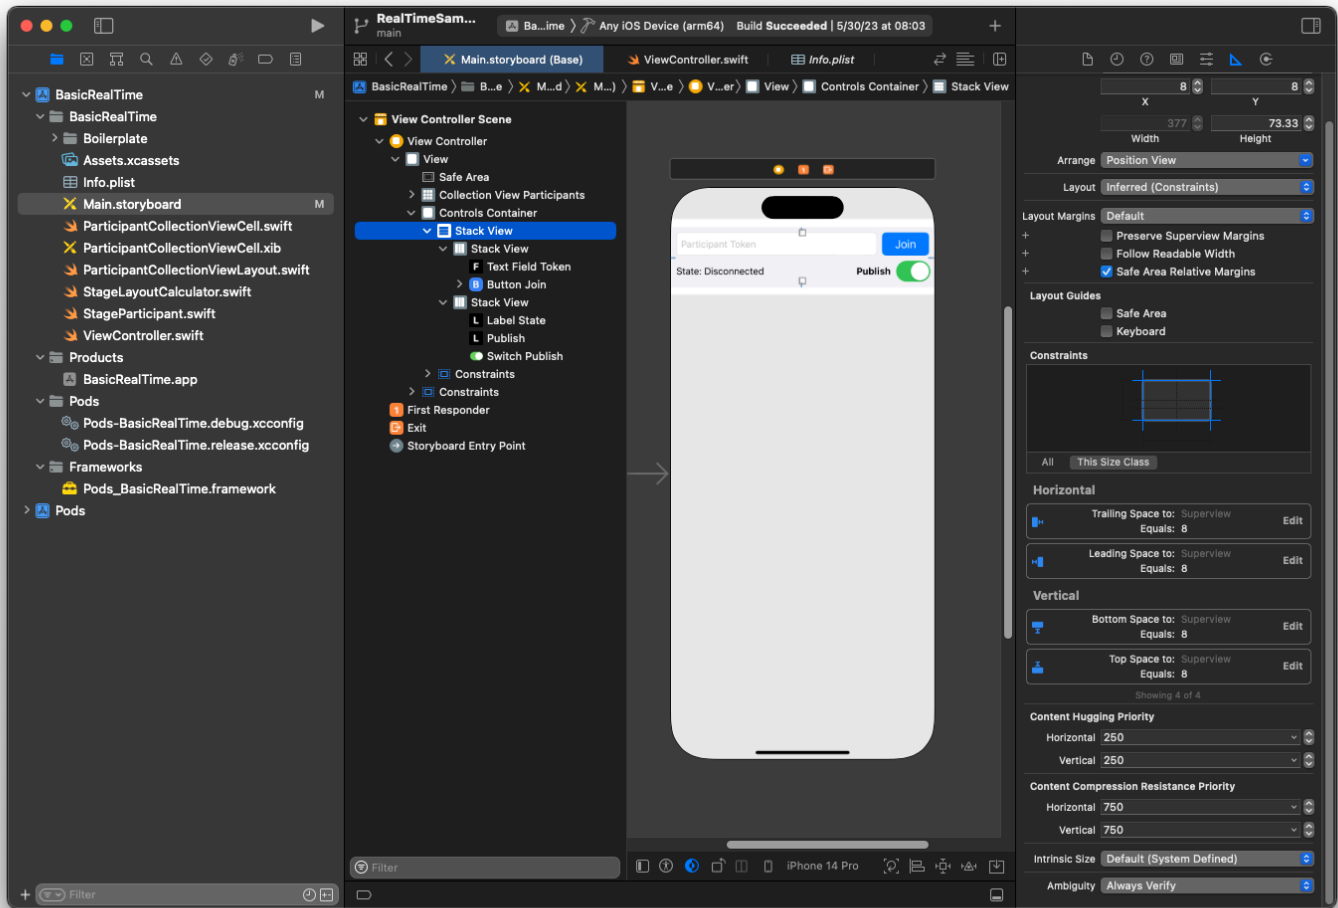 RealTimeSam...
main
Ba...ime
Any iOS Device (arm64)
Build Succeeded | 5/30/23 at 08:03
Main.storyboard (Base)
ViewController.swift
Info.plist
BasicRealTime
B...e
M...d
M...)
V...e
V...er
View
Controls Container
Stack View
BasicRealTime
M
BasicRealTime
Boilerplate
Assets.xcassets
Info.plist
Main.storyboard
M
ParticipantCollectionViewCell.swift
ParticipantCollectionViewCell.xib
ParticipantCollectionViewLayout.swift
StageLayoutCalculator.swift
StageParticipant.swift
ViewController.swift
Products
BasicRealTime.app
Pods
Pods-BasicRealTime.debug.xcconfig
Pods-BasicRealTime.release.xcconfig
Frameworks
Pods_BasicRealTime.framework
Pods
Filter
View Controller Scene
View Controller
View
Safe Area
Collection View Participants
Controls Container
Stack View
Stack View
F Text Field Token
B Button Join
Stack View
L Label State
L Publish
Switch Publish
Constraints
Constraints
1 First Responder
Exit
Storyboard Entry Point
Filter
1
Participant Token
Join
State: Disconnected
Publish
iPhone 14 Pro
8 8
X Y
377 73.33
Width Height
Arrange Position View
Layout Inferred (Constraints)
Layout Margins Default
Preserve Superview Margins
Follow Readable Width
Safe Area Relative Margins
Layout Guides
Safe Area
Keyboard
Constraints
All This Size Class
Horizontal
Trailing Space to: Superview
Equals: 8
Edit
Leading Space to: Superview
Equals: 8
Edit
Vertical
Bottom Space to: Superview
Equals: 8
Edit
Top Space to: Superview
Equals: 8
Edit
Showing 4 of 4
Content Hugging Priority
Horizontal 250
Vertical 250
Content Compression Resistance Priority
Horizontal 750
Vertical 750
Intrinsic Size Default (System Defined)
Ambiguity Always Verify